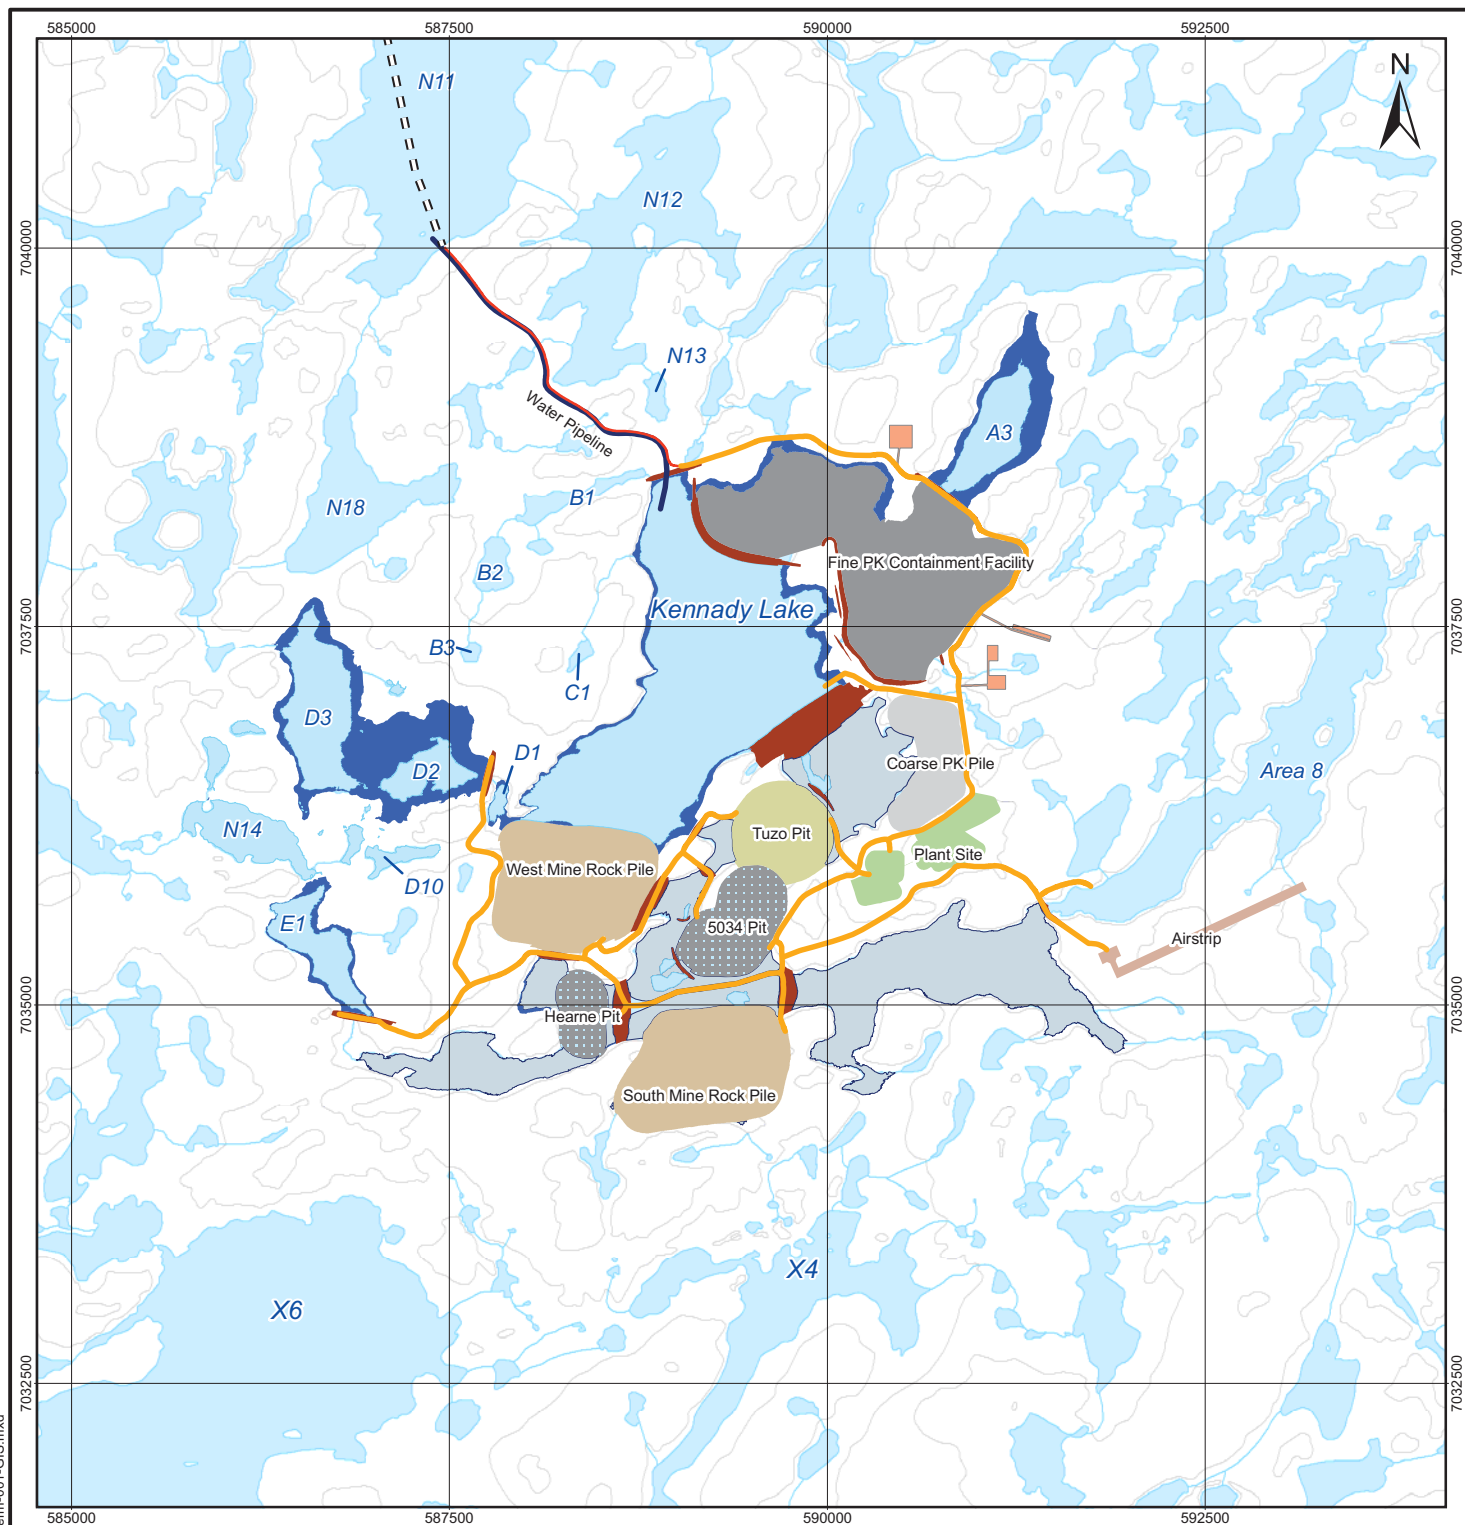 585000
587500
590000
592500
N
N11
N12
7040000
7040000
N13
Water Pipeline
A3
B1
N18
Fine PK Containment Facility
B2
Kennady Lake
7037500
7037500
B3
C1
D3
D1
Coarse PK Pile
Area 8
D2
N14
Tuzo Pit
Plant Site
West Mine Rock Pile
D10
E1
5034 Pit
Airstrip
7035000
7035000
Hearne Pit
South Mine Rock Pile
X4
X6
7032500
7032500
585000
587500
590000
592500